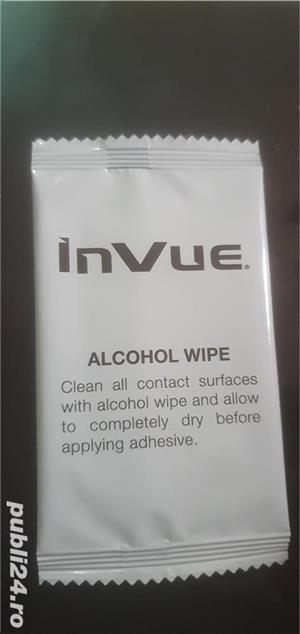 InVue®
ALCOHOL WIPE
Clean all contact surfaces
with alcohol wipe and allow
to completely dry before
applying adhesive.
publi24.ro